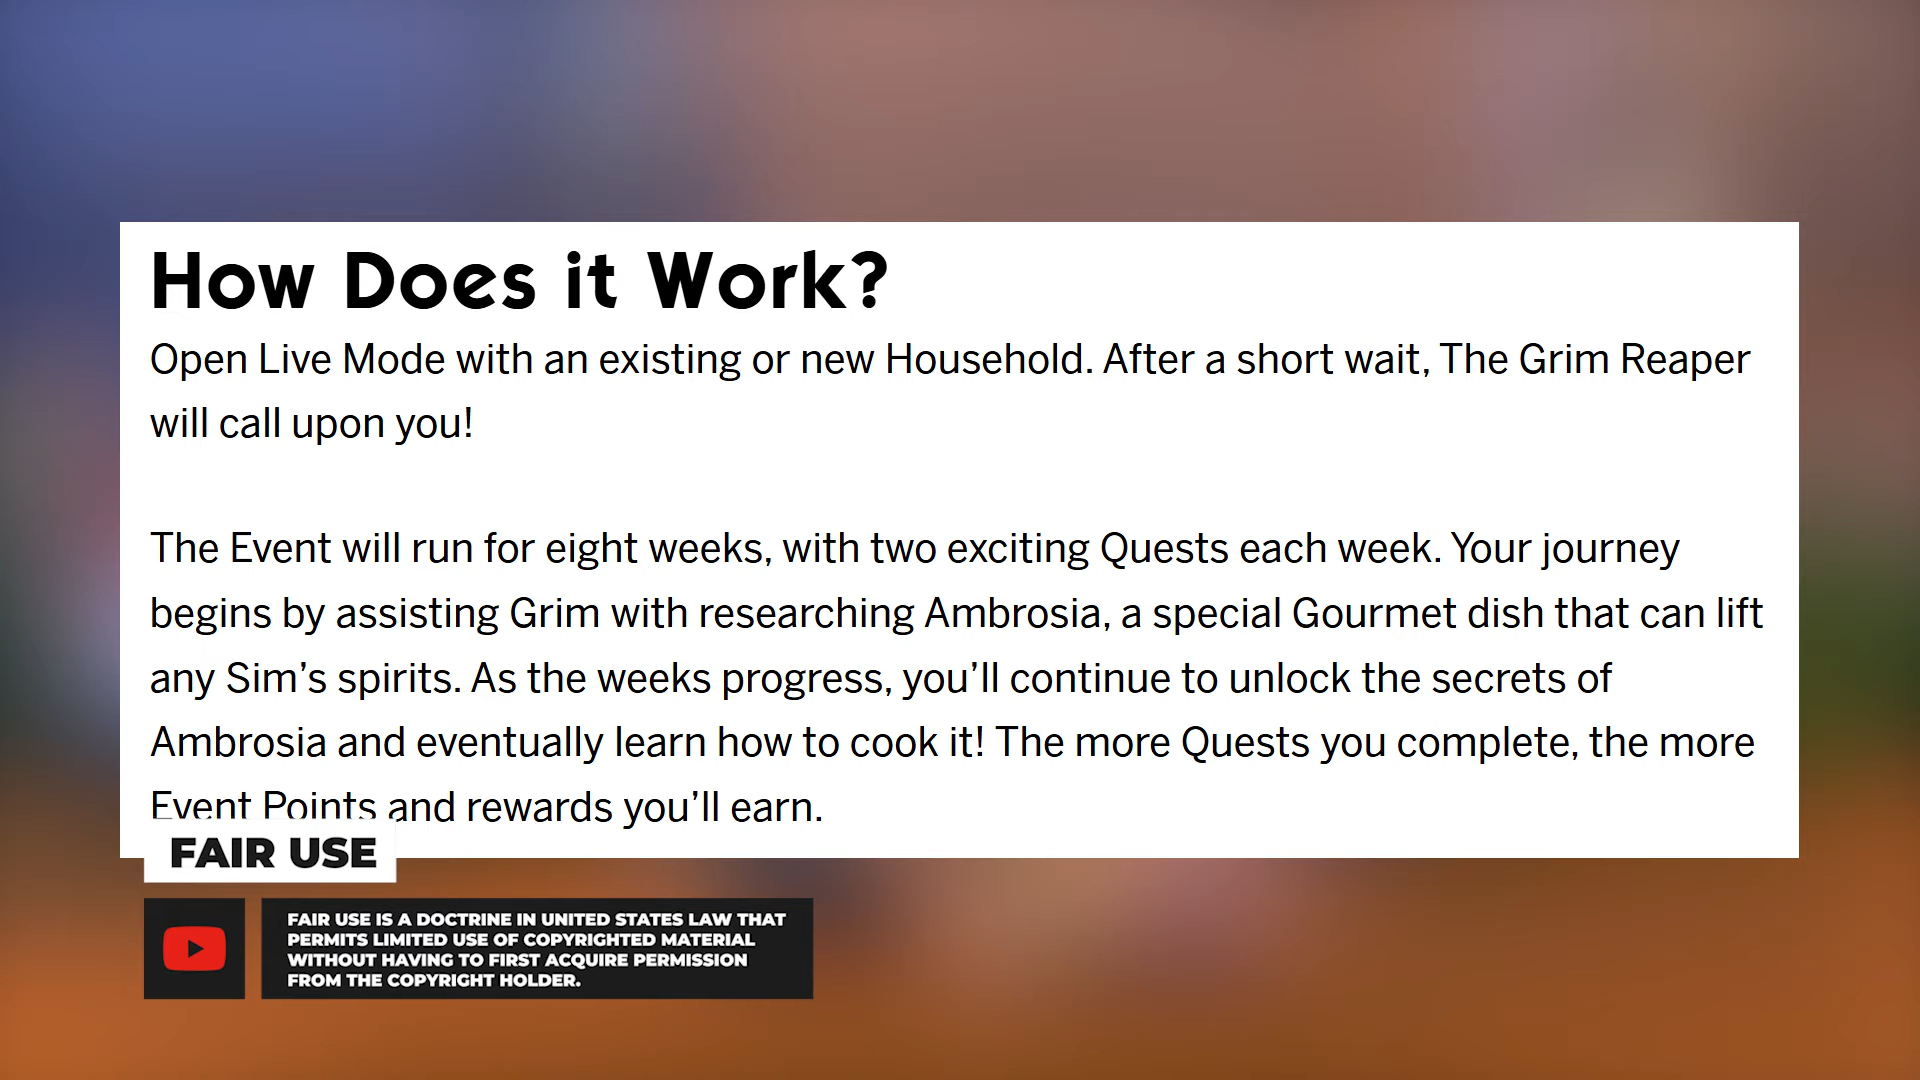 How Does it Work?
Open Live Mode with an existing or new Household. After a short wait, The Grim Reaper
will call upon you!
The Event will run for eight weeks, with two exciting Quests each week. Your journey
begins by assisting Grim with researching Ambrosia, a special Gourmet dish that can lift
any Sim’s spirits. As the weeks progress, you’ll continue to unlock the secrets of
Ambrosia and eventually learn how to cook it! The more Quests you complete, the more
Event Points and rewards you’ll earn.
FAIR USE
FAIR USE IS A DOCTRINE IN UNITED STATES LAW THAT
PERMITS LIMITED USE OF COPYRIGHTED MATERIAL
WITHOUT HAVING TO FIRST ACQUIRE PERMISSION
FROM THE COPYRIGHT HOLDER.